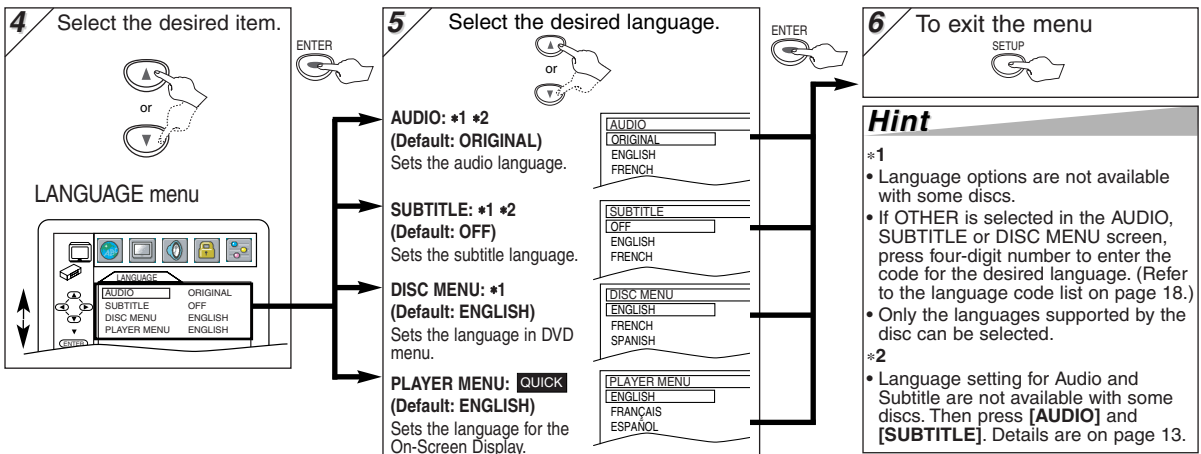 4 Select the desired item.
or
LANGUAGE menu
LANGUAGE
AUDIO ORIGINAL
SUBTITLE OFF
DISC MENU ENGLISH
PLAYER MENU ENGLISH
ENTER
ENTER
5 Select the desired language.
or
AUDIO: *1 *2
(Default: ORIGINAL)
Sets the audio language.
AUDIO
ORIGINAL
ENGLISH
FRENCH
SUBTITLE: *1 *2
(Default: OFF)
Sets the subtitle language.
SUBTITLE
OFF
ENGLISH
FRENCH
DISC MENU: *1
(Default: ENGLISH)
Sets the language in DVD
menu.
DISC MENU
ENGLISH
FRENCH
SPANISH
PLAYER MENU: QUICK
(Default: ENGLISH)
Sets the language for the
On-Screen Display.
PLAYER MENU
ENGLISH
FRANÇAIS
ESPAÑOL
ENTER
6 To exit the menu
SETUP
Hint
*1
• Language options are not available
with some discs.
• If OTHER is selected in the AUDIO,
SUBTITLE or DISC MENU screen,
press four-digit number to enter the
code for the desired language. (Refer
to the language code list on page 18.)
• Only the languages supported by the
disc can be selected.
*2
• Language setting for Audio and
Subtitle are not available with some
discs. Then press [AUDIO] and
[SUBTITLE]. Details are on page 13.